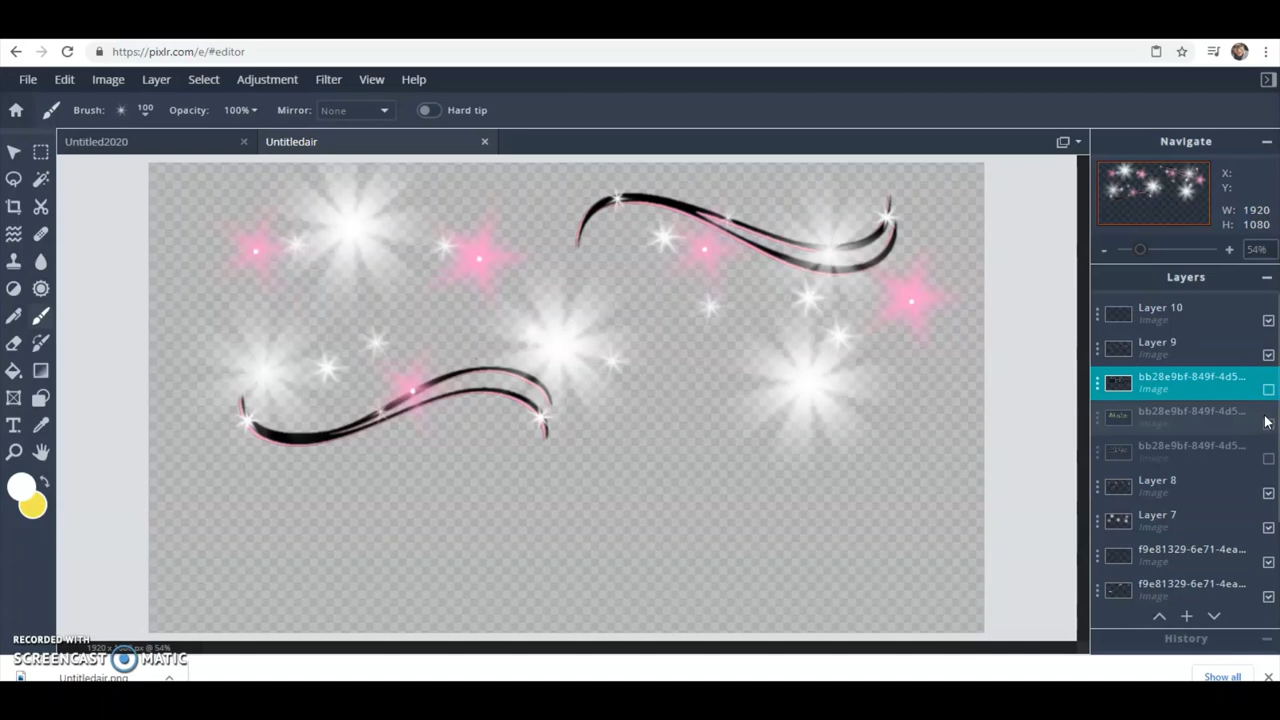 https://pixlr.com/e/#editor
File Edit Image Layer Select Adjustment Filter View Help
Brush: 100 Opacity: 100% Mirror: None Hard tip
Untitled2020 Untitledair Navigate
X:
Y:
W: 1920
H: 1080
- + 54%
Layers
Layer 10
Image
Layer 9
Image
bb28e9bf-849f-4d5...
Image
bb28e9bf-849f-4d5...
Image
bb28e9bf-849f-4d5...
Image
Layer 8
Image
Layer 7
Image
f9e81329-6e71-4ea...
Image
f9e81329-6e71-4ea...
Image
History
RECORDED WITH
SCREENCAST MATIC
Untitledair.png
Show all